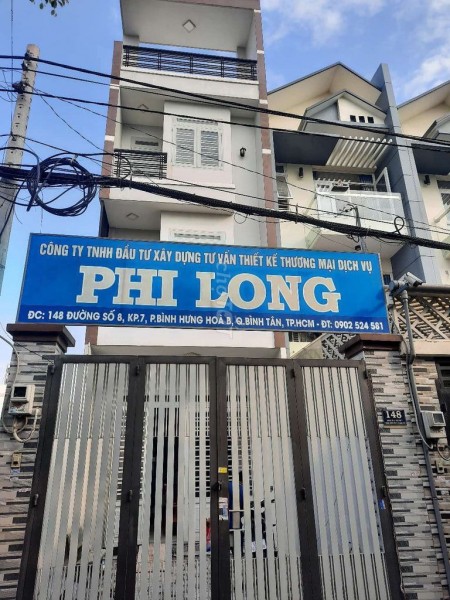 CÔNG TY TNHH ĐẦU TƯ XÂY DỰNG TƯ VẤN THIẾT KẾ THƯƠNG MẠI DỊCH VỤ
PHI LONG
ĐC: 148 ĐƯỜNG SỐ 8, KP.7, P.BÌNH HƯNG HOÀ B, Q.BÌNH TÂN, TP.HCM - ĐT: 0902 524 581
148